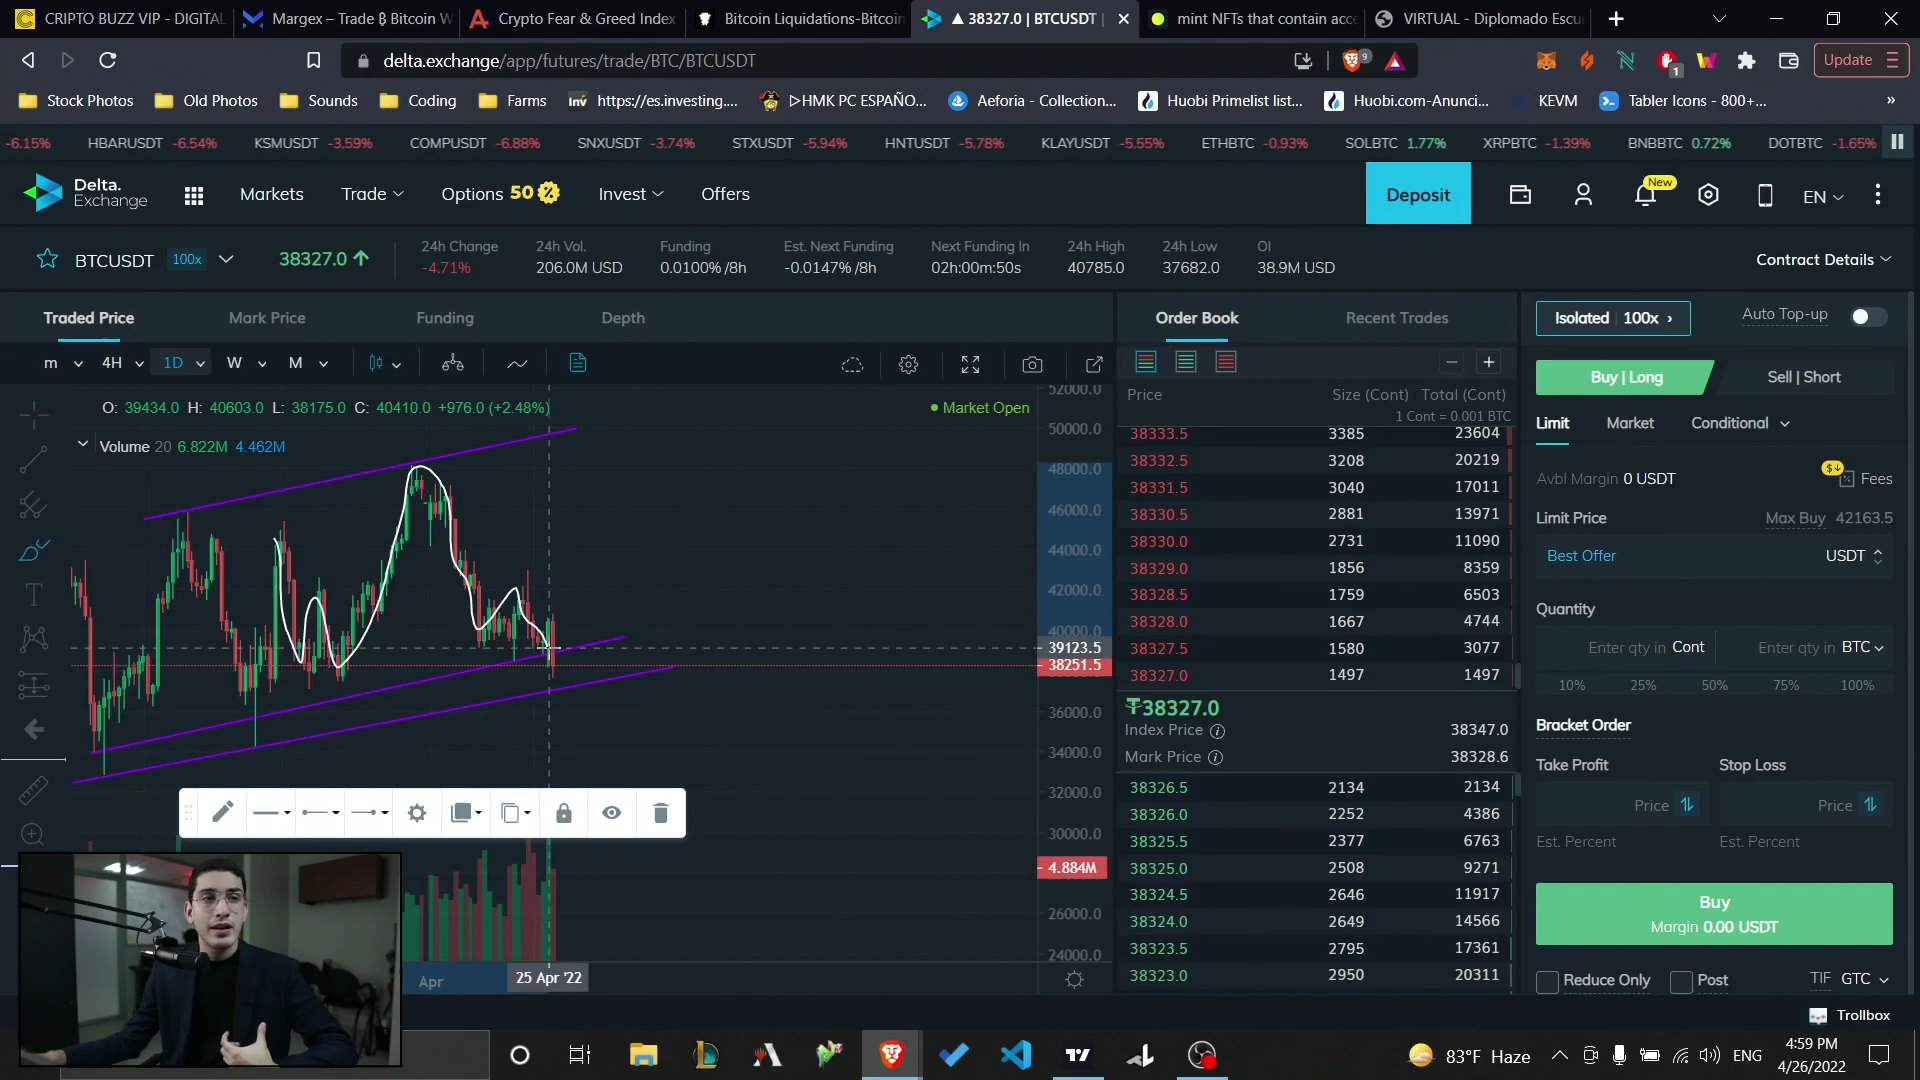 CRIPTO BUZZ VIP - DIGITAL
Margex – Trade ₿ Bitcoin W
Crypto Fear & Greed Index
Bitcoin Liquidations-Bitcoin
▲ 38327.0 | BTCUSDT |
mint NFTs that contain acce
VIRTUAL - Diplomado Escu
delta.exchange/app/futures/trade/BTC/BTCUSDT
9
1
Update
Stock Photos
Old Photos
Sounds
Coding
Farms
inv https://es.investing....
▷HMK PC ESPAÑO...
Aeforia - Collection...
Huobi Primelist list...
Huobi.com-Anunci...
KEVM
Tabler Icons - 800+...
»
-6.15% HBARUSDT -6.54% KSMUSDT -3.59% COMPUSDT -6.88% SNXUSDT -3.74% STXUSDT -5.94% HNTUSDT -5.78% KLAYUSDT -5.55% ETHBTC -0.93% SOLBTC 1.77% XRPBTC -1.39% BNBBTC 0.72% DOTBTC -1.65%
Delta.
Exchange
Markets
Trade
Options 50
Invest
Offers
Deposit
New
EN
BTCUSDT 100x
38327.0
24h Change
-4.71%
24h Vol.
206.0M USD
Funding
0.0100% /8h
Est. Next Funding
-0.0147% /8h
Next Funding In
02h:00m:50s
24h High
40785.0
24h Low
37682.0
OI
38.9M USD
Contract Details
Traded Price
Mark Price
Funding
Depth
m 4H 1D W M
O: 39434.0 H: 40603.0 L: 38175.0 C: 40410.0 +976.0 (+2.48%)
Market Open
Volume 20 6.822M 4.462M
52000.0
50000.0
48000.0
46000.0
44000.0
42000.0
40000.0
39123.5
38251.5
36000.0
34000.0
32000.0
30000.0
4.884M
26000.0
24000.0
Apr
25 Apr '22
Order Book
Recent Trades
Price Size (Cont) Total (Cont)
1 Cont = 0.001 BTC
38333.5 3385 23604
38332.5 3208 20219
38331.5 3040 17011
38330.5 2881 13971
38330.0 2731 11090
38329.0 1856 8359
38328.5 1759 6503
38328.0 1667 4744
38327.5 1580 3077
38327.0 1497 1497
₮38327.0
Index Price 38347.0
Mark Price 38328.6
38326.5 2134 2134
38326.0 2252 4386
38325.5 2377 6763
38325.0 2508 9271
38324.5 2646 11917
38324.0 2649 14566
38323.5 2795 17361
38323.0 2950 20311
Isolated | 100x ›
Auto Top-up
Buy | Long
Sell | Short
Limit
Market
Conditional
Avbl Margin 0 USDT
Fees
Limit Price
Max Buy 42163.5
Best Offer
USDT
Quantity
Enter qty in Cont
Enter qty in BTC
10% 25% 50% 75% 100%
Bracket Order
Take Profit
Stop Loss
Price
Price
Est. Percent
Est. Percent
Buy
Margin 0.00 USDT
Reduce Only
Post
TIF GTC
Trollbox
83°F Haze
ENG
4:59 PM
4/26/2022